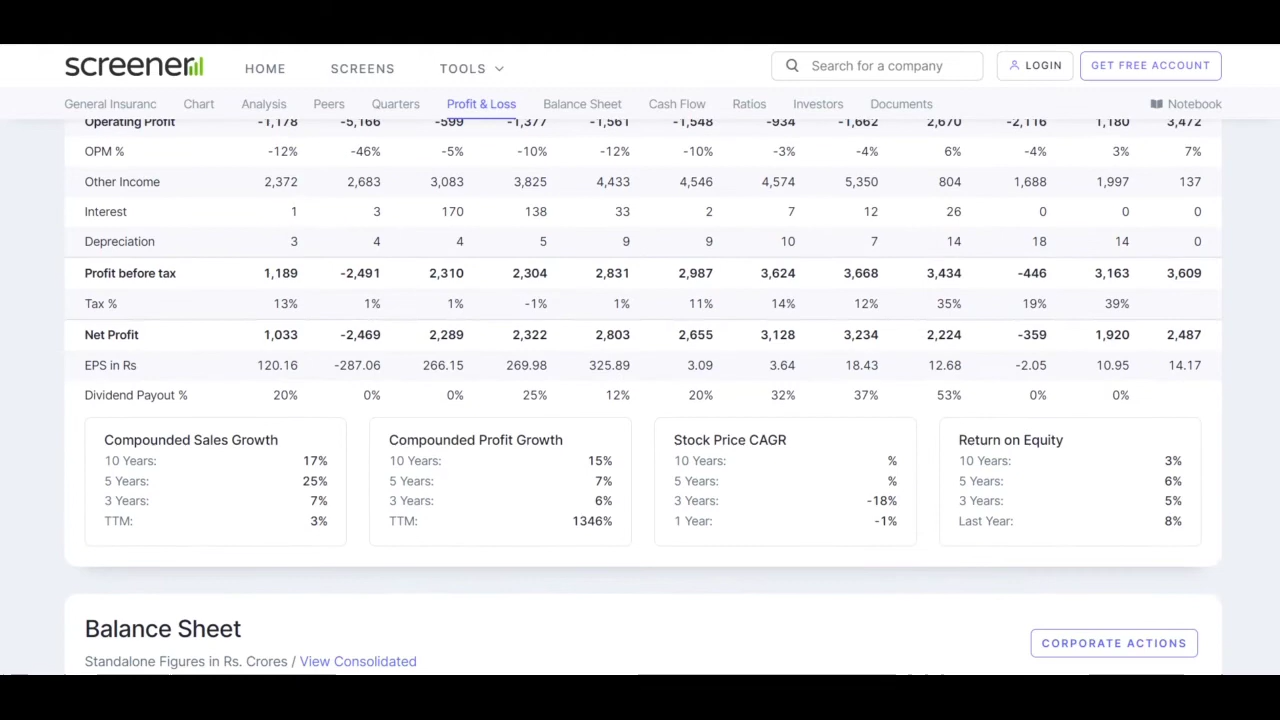 screener HOME SCREENS TOOLS Search for a company LOGIN GET FREE ACCOUNT
General Insuranc Chart Analysis Peers Quarters Profit & Loss Balance Sheet Cash Flow Ratios Investors Documents Notebook
Operating Profit -1,178 -5,166 -599 -1,377 -1,561 -1,548 -934 -1,662 2,670 -2,116 1,180 3,472
OPM % -12% -46% -5% -10% -12% -10% -3% -4% 6% -4% 3% 7%
Other Income 2,372 2,683 3,083 3,825 4,433 4,546 4,574 5,350 804 1,688 1,997 137
Interest 1 3 170 138 33 2 7 12 26 0 0 0
Depreciation 3 4 4 5 9 9 10 7 14 18 14 0
Profit before tax 1,189 -2,491 2,310 2,304 2,831 2,987 3,624 3,668 3,434 -446 3,163 3,609
Tax % 13% 1% 1% -1% 1% 11% 14% 12% 35% 19% 39%
Net Profit 1,033 -2,469 2,289 2,322 2,803 2,655 3,128 3,234 2,224 -359 1,920 2,487
EPS in Rs 120.16 -287.06 266.15 269.98 325.89 3.09 3.64 18.43 12.68 -2.05 10.95 14.17
Dividend Payout % 20% 0% 0% 25% 12% 20% 32% 37% 53% 0% 0%
Compounded Sales Growth
10 Years: 17%
5 Years: 25%
3 Years: 7%
TTM: 3%
Compounded Profit Growth
10 Years: 15%
5 Years: 7%
3 Years: 6%
TTM: 1346%
Stock Price CAGR
10 Years: %
5 Years: %
3 Years: -18%
1 Year: -1%
Return on Equity
10 Years: 3%
5 Years: 6%
3 Years: 5%
Last Year: 8%
Balance Sheet
Standalone Figures in Rs. Crores / View Consolidated
CORPORATE ACTIONS